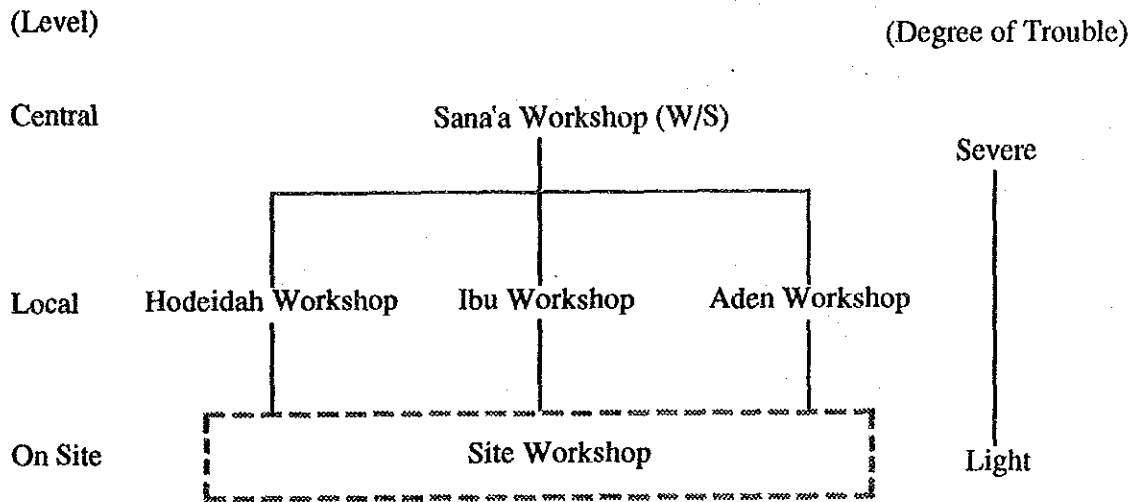 (Level)
(Degree of Trouble)
Central
Sana'a Workshop (W/S)
Severe
Local
Hodeidah Workshop
Ibu Workshop
Aden Workshop
On Site
Site Workshop
Light